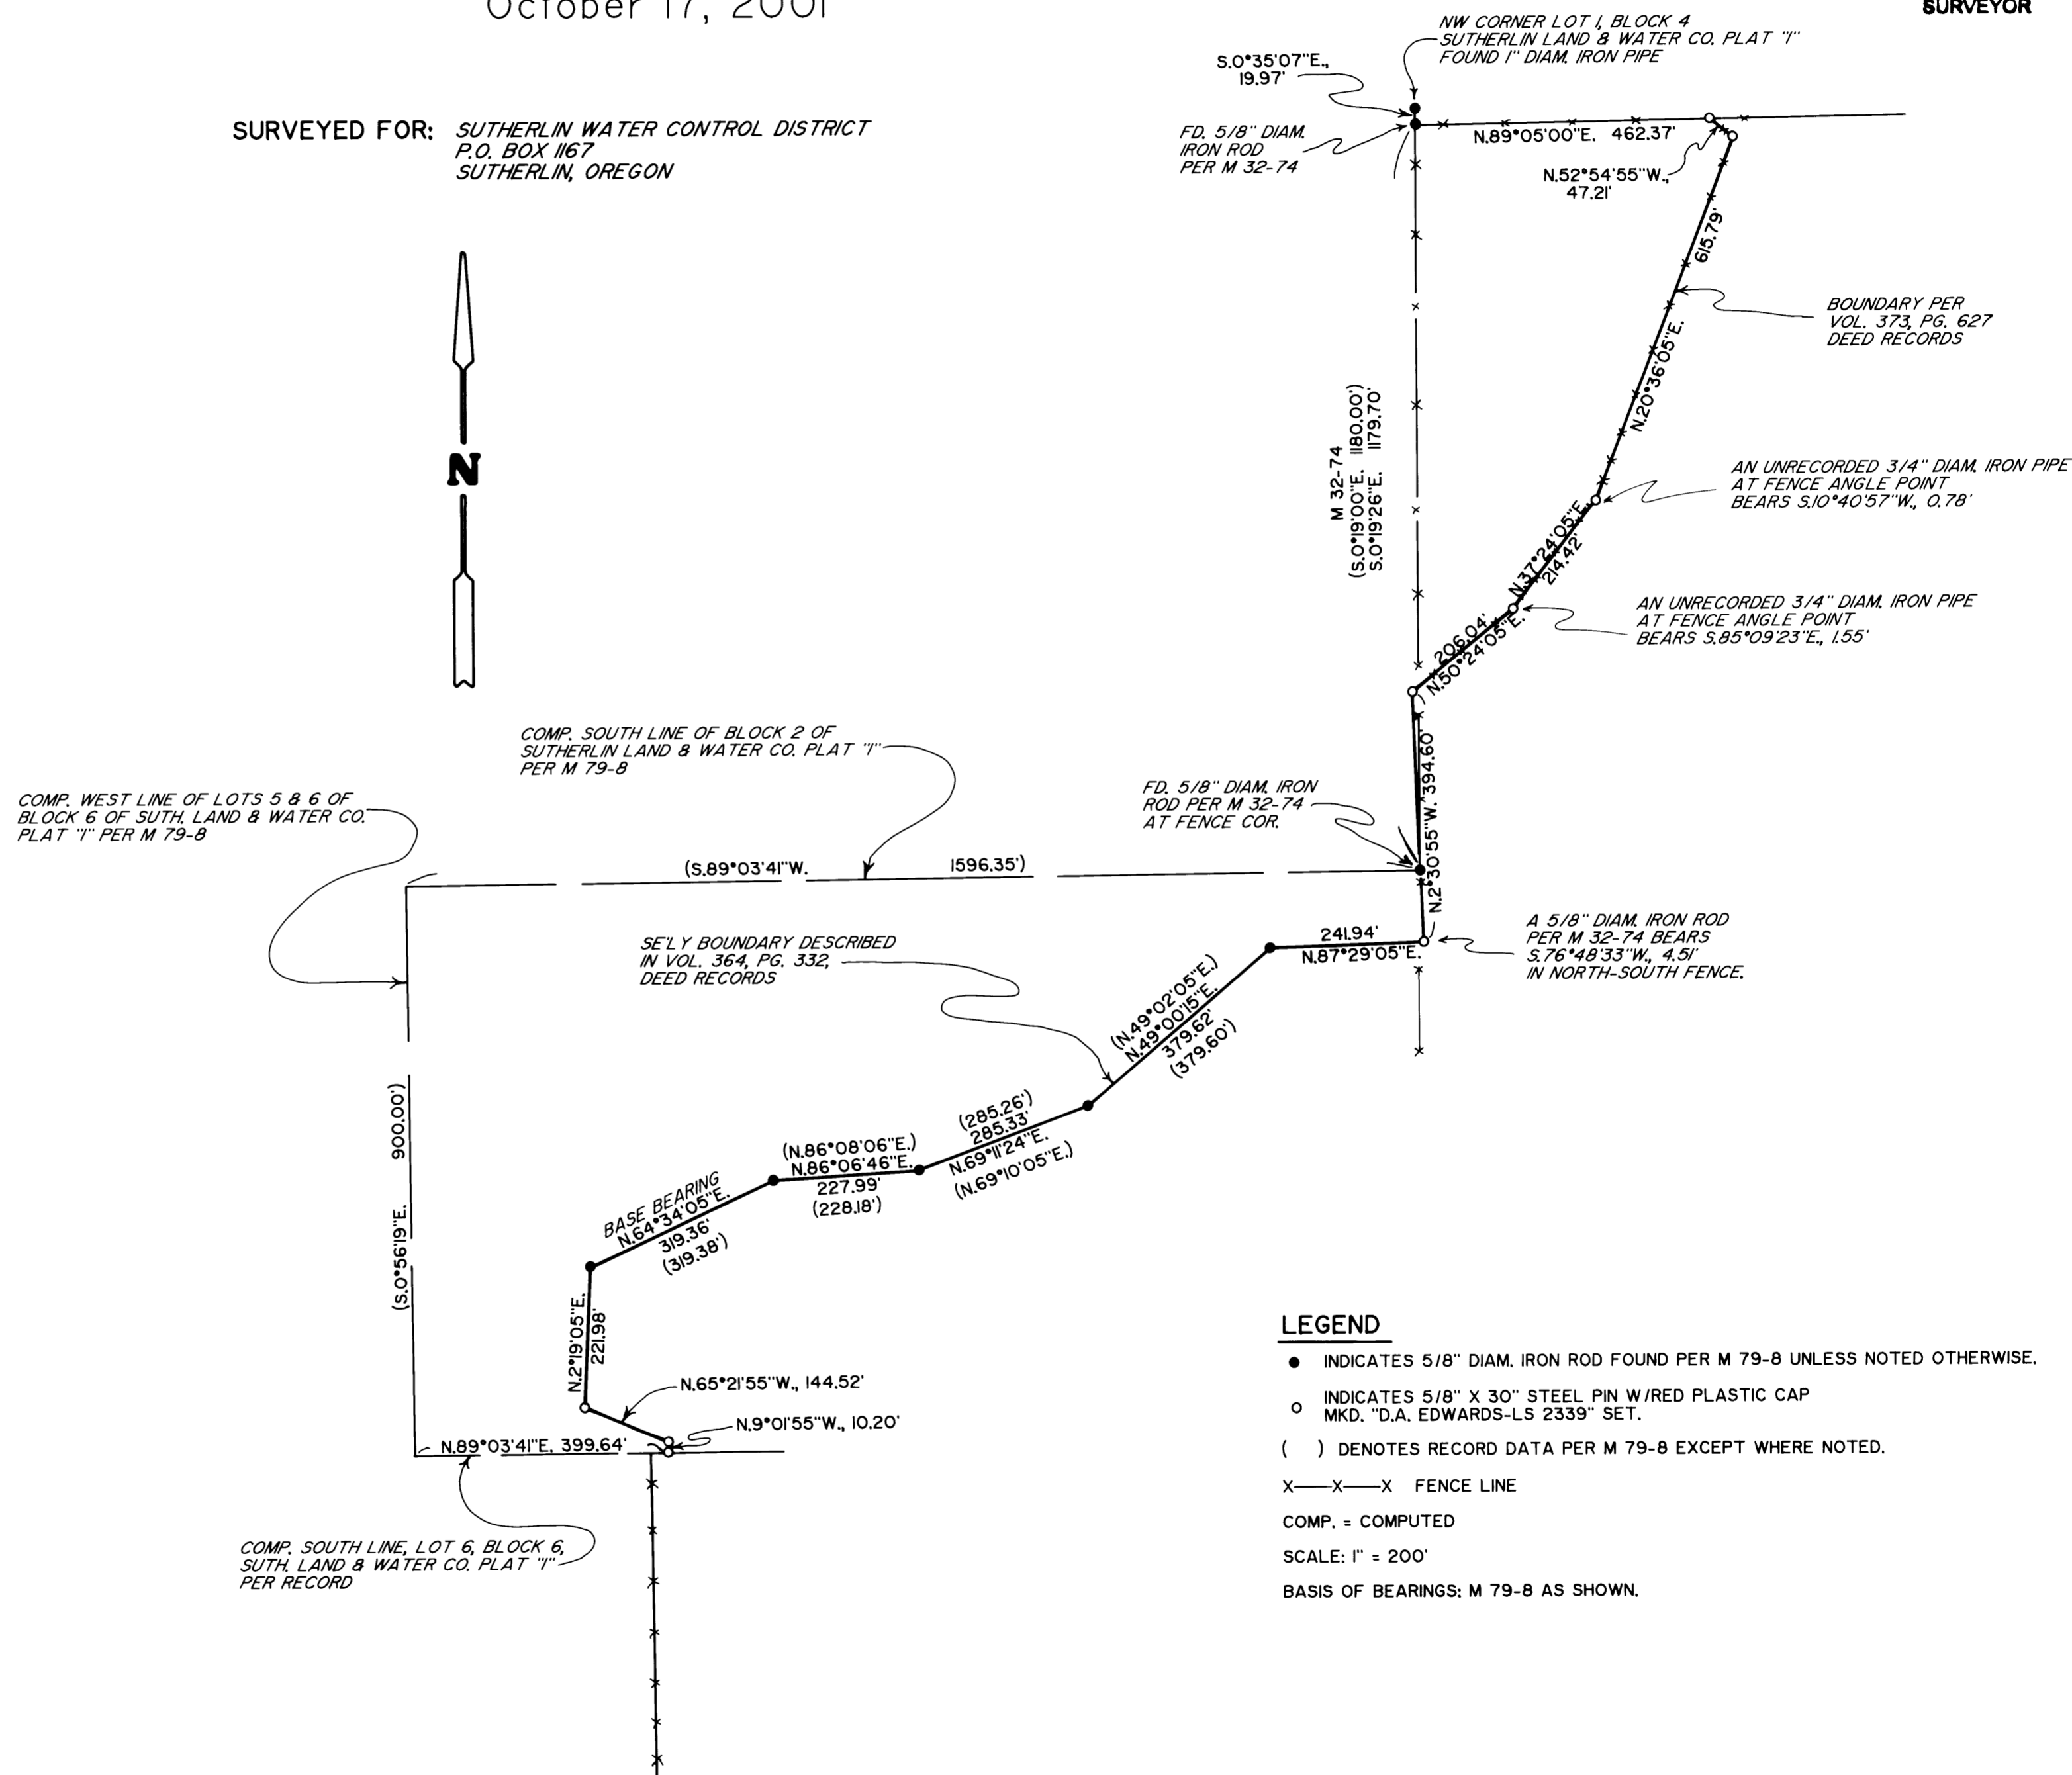 October 17, 2001
SURVEYOR
NW CORNER LOT 1, BLOCK 4
SUTHERLIN LAND & WATER CO. PLAT "1"
FOUND 1" DIAM. IRON PIPE
S.0°35'07"E.,
19.97'
SURVEYED FOR: SUTHERLIN WATER CONTROL DISTRICT
P.O. BOX 1167
SUTHERLIN, OREGON
FD. 5/8" DIAM.
IRON ROD
PER M 32-74
N.89°05'00"E. 462.37'
N.52°54'55"W.,
47.21'
615.79'
N.20°36'05"E.
BOUNDARY PER
VOL. 373, PG. 627
DEED RECORDS
M 32-74
(S.0°19'00"E. 1180.00')
S.0°19'26"E. 1179.70'
N
AN UNRECORDED 3/4" DIAM. IRON PIPE
AT FENCE ANGLE POINT
BEARS S.10°40'57"W., 0.78'
N.37°24'05"E.
214.42'
AN UNRECORDED 3/4" DIAM. IRON PIPE
AT FENCE ANGLE POINT
BEARS S.85°09'23"E., 1.55'
206.04'
N.50°24'05"E.
COMP. SOUTH LINE OF BLOCK 2 OF
SUTHERLIN LAND & WATER CO. PLAT "1"
PER M 79-8
N.2°30'55"W. 394.60'
FD. 5/8" DIAM. IRON
ROD PER M 32-74
AT FENCE COR.
COMP. WEST LINE OF LOTS 5 & 6 OF
BLOCK 6 OF SUTH. LAND & WATER CO.
PLAT "1" PER M 79-8
(S.89°03'41"W. 1596.35')
A 5/8" DIAM. IRON ROD
PER M 32-74 BEARS
S.76°48'33"W., 4.51'
IN NORTH-SOUTH FENCE.
241.94'
N.87°29'05"E.
SE'LY BOUNDARY DESCRIBED
IN VOL. 364, PG. 332,
DEED RECORDS
(N.49°02'05"E.)
N.49°00'15"E.
379.62'
(379.60')
(285.26')
285.33'
N.69°11'24"E.
(N.69°10'05"E.)
(N.86°08'06"E.)
N.86°06'46"E.
227.99'
(228.18')
BASE BEARING
N.64°34'05"E.
319.36'
(319.38')
(S.0°56'19"E. 900.00')
N.2°19'05"E.
221.98'
N.65°21'55"W., 144.52'
N.9°01'55"W., 10.20'
N.89°03'41"E. 399.64'
COMP. SOUTH LINE, LOT 6, BLOCK 6,
SUTH. LAND & WATER CO. PLAT "1"
PER RECORD
LEGEND
INDICATES 5/8" DIAM. IRON ROD FOUND PER M 79-8 UNLESS NOTED OTHERWISE.
INDICATES 5/8" X 30" STEEL PIN W/RED PLASTIC CAP
MKD. "D.A. EDWARDS-LS 2339" SET.
( ) DENOTES RECORD DATA PER M 79-8 EXCEPT WHERE NOTED.
X—X—X FENCE LINE
COMP. = COMPUTED
SCALE: 1" = 200'
BASIS OF BEARINGS: M 79-8 AS SHOWN.